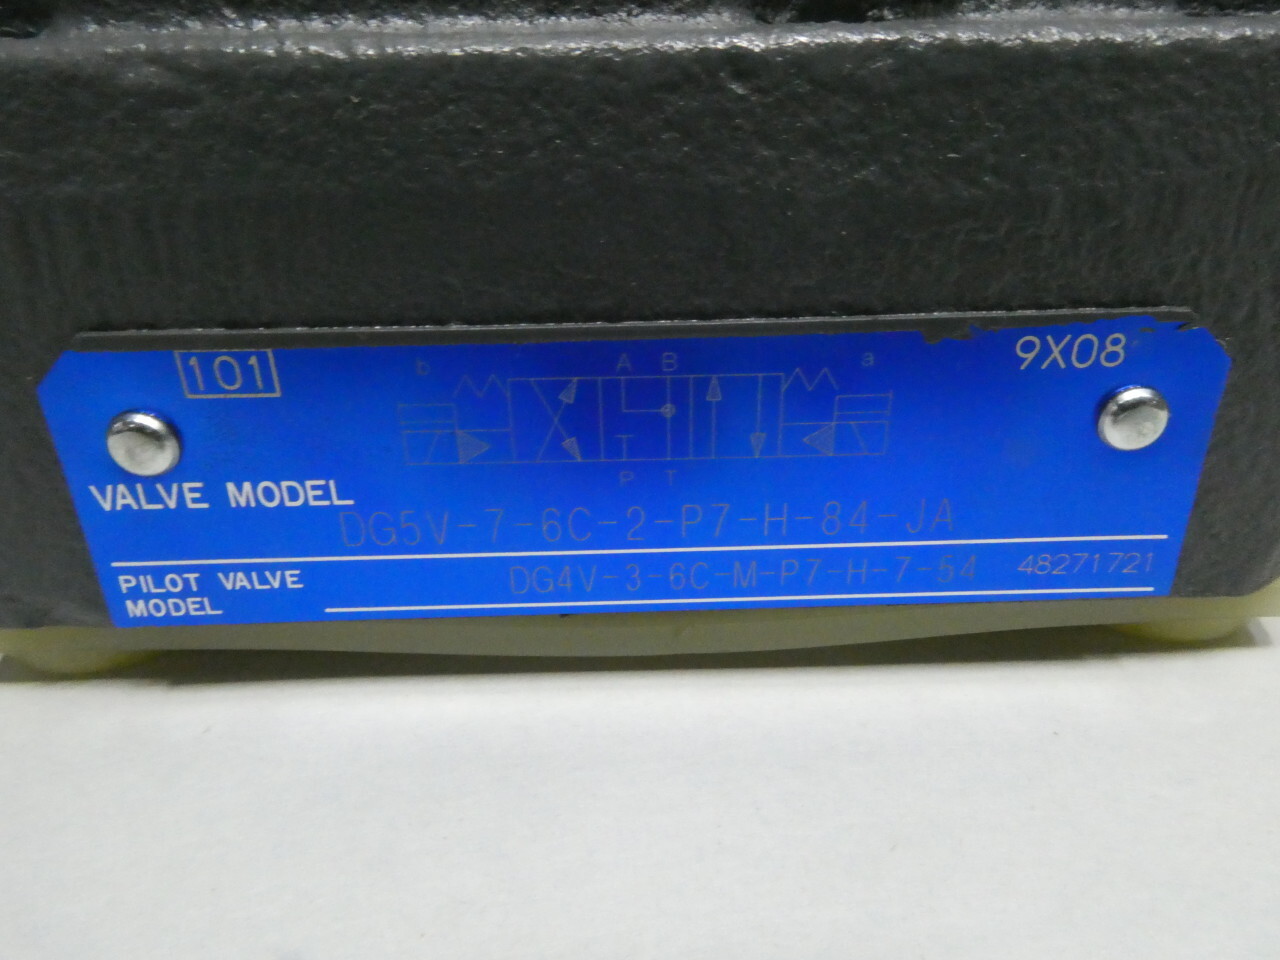 101
9X08
b
A B
a
P T
VALVE MODEL
DG5V-7-6C-2-P7-H-84-JA
PILOT VALVE
MODEL
DG4V-3-6C-M-P7-H-7-54
48271721